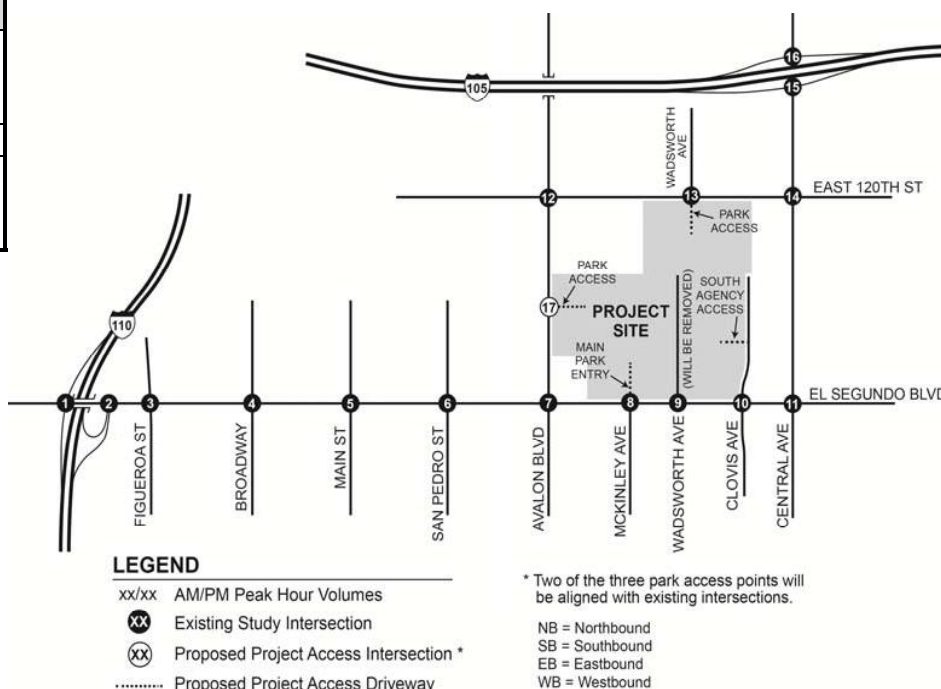 16
105
15
WADSWORTH
AVE
12
13
14
EAST 120TH ST
PARK
ACCESS
PARK
ACCESS
17
110
PROJECT
SITE
(WILL BE REMOVED)
SOUTH
AGENCY
ACCESS
MAIN
PARK
ENTRY
1
2
3
4
5
6
7
8
9
10
11
EL SEGUNDO BLVD
FIGUEROA ST
BROADWAY
MAIN ST
SAN PEDRO ST
AVALON BLVD
MCKINLEY AVE
WADSWORTH AVE
CLOVIS AVE
CENTRAL AVE
LEGEND
xx/xx AM/PM Peak Hour Volumes
XX Existing Study Intersection
XX Proposed Project Access Intersection *
Proposed Project Access Driveway
* Two of the three park access points will
be aligned with existing intersections.
NB = Northbound
SB = Southbound
EB = Eastbound
WB = Westbound